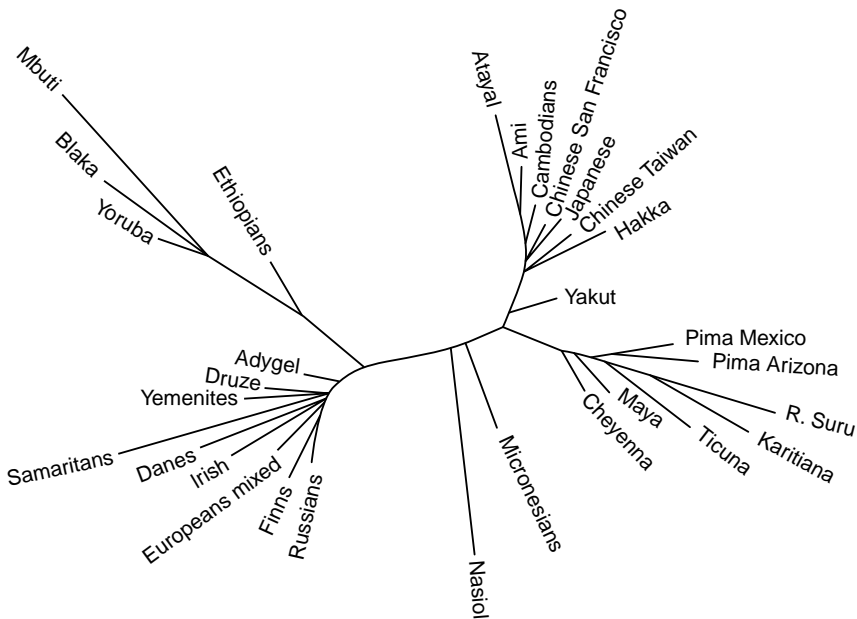 Mbuti
Blaka
Yoruba
Ethiopians
Atayal
Ami
Cambodians
Chinese San Francisco
Japanese
Chinese Taiwan
Hakka
Yakut
Pima Mexico
Pima Arizona
R. Suru
Karitiana
Ticuna
Maya
Cheyenna
Micronesians
Nasiol
Adygel
Druze
Yemenites
Samaritans
Danes
Irish
Europeans mixed
Finns
Russians